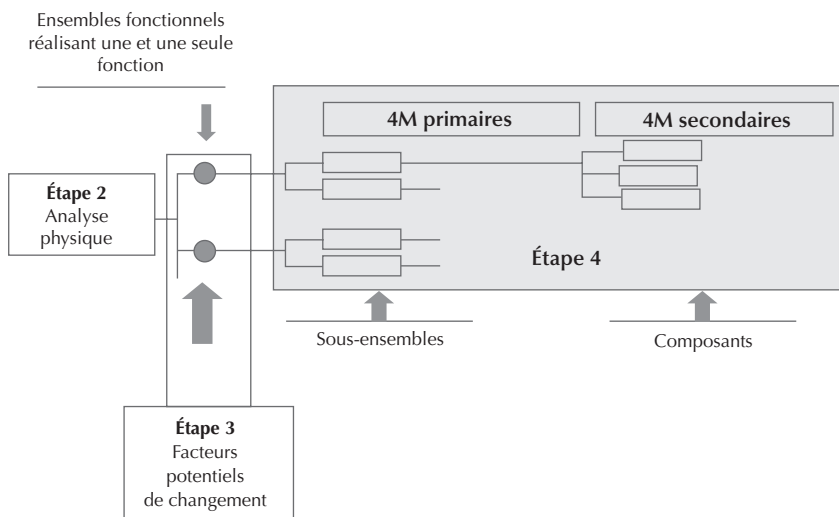 Ensembles fonctionnels
réalisant une et une seule
fonction
4M primaires
4M secondaires
Étape 2
Analyse
physique
Étape 4
Sous-ensembles
Composants
Étape 3
Facteurs
potentiels
de changement